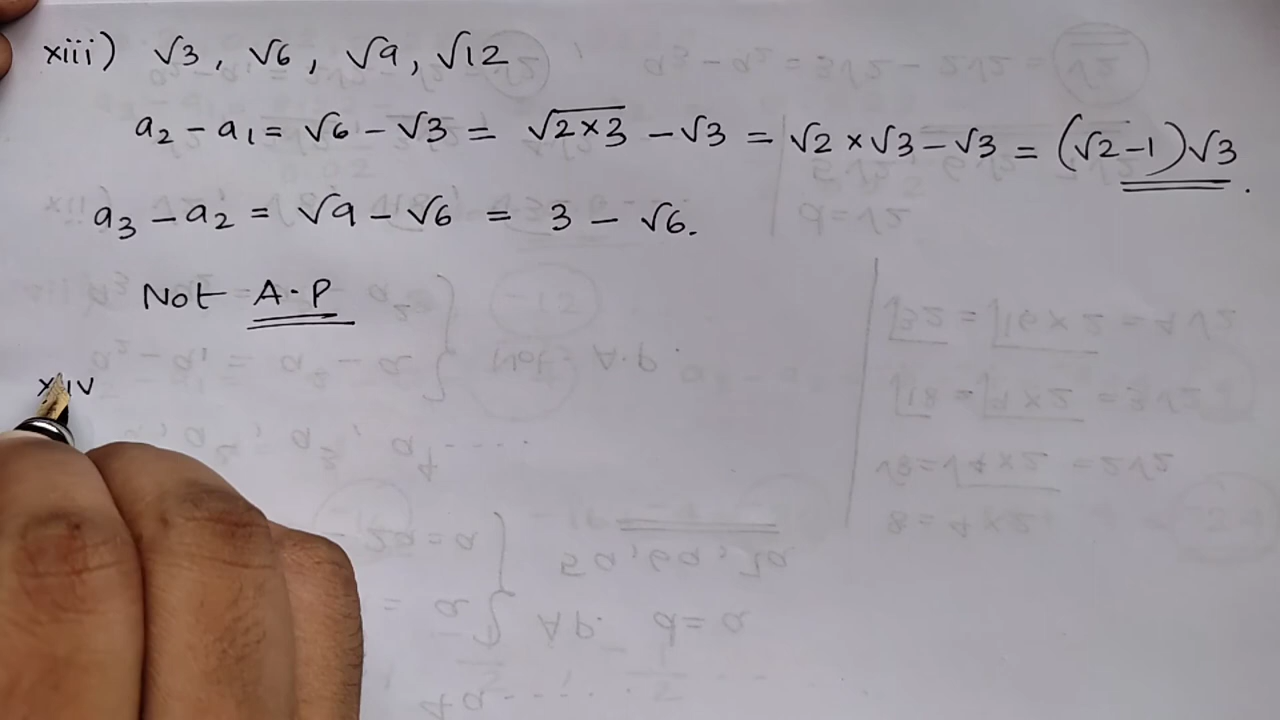 xiii) √3, √6, √9, √12
a₂ - a₁ = √6 - √3 = √2×3 - √3 = √2 × √3 - √3 = (√2-1)√3.
a₃ - a₂ = √9 - √6 = 3 - √6.
Not A.P
xiv